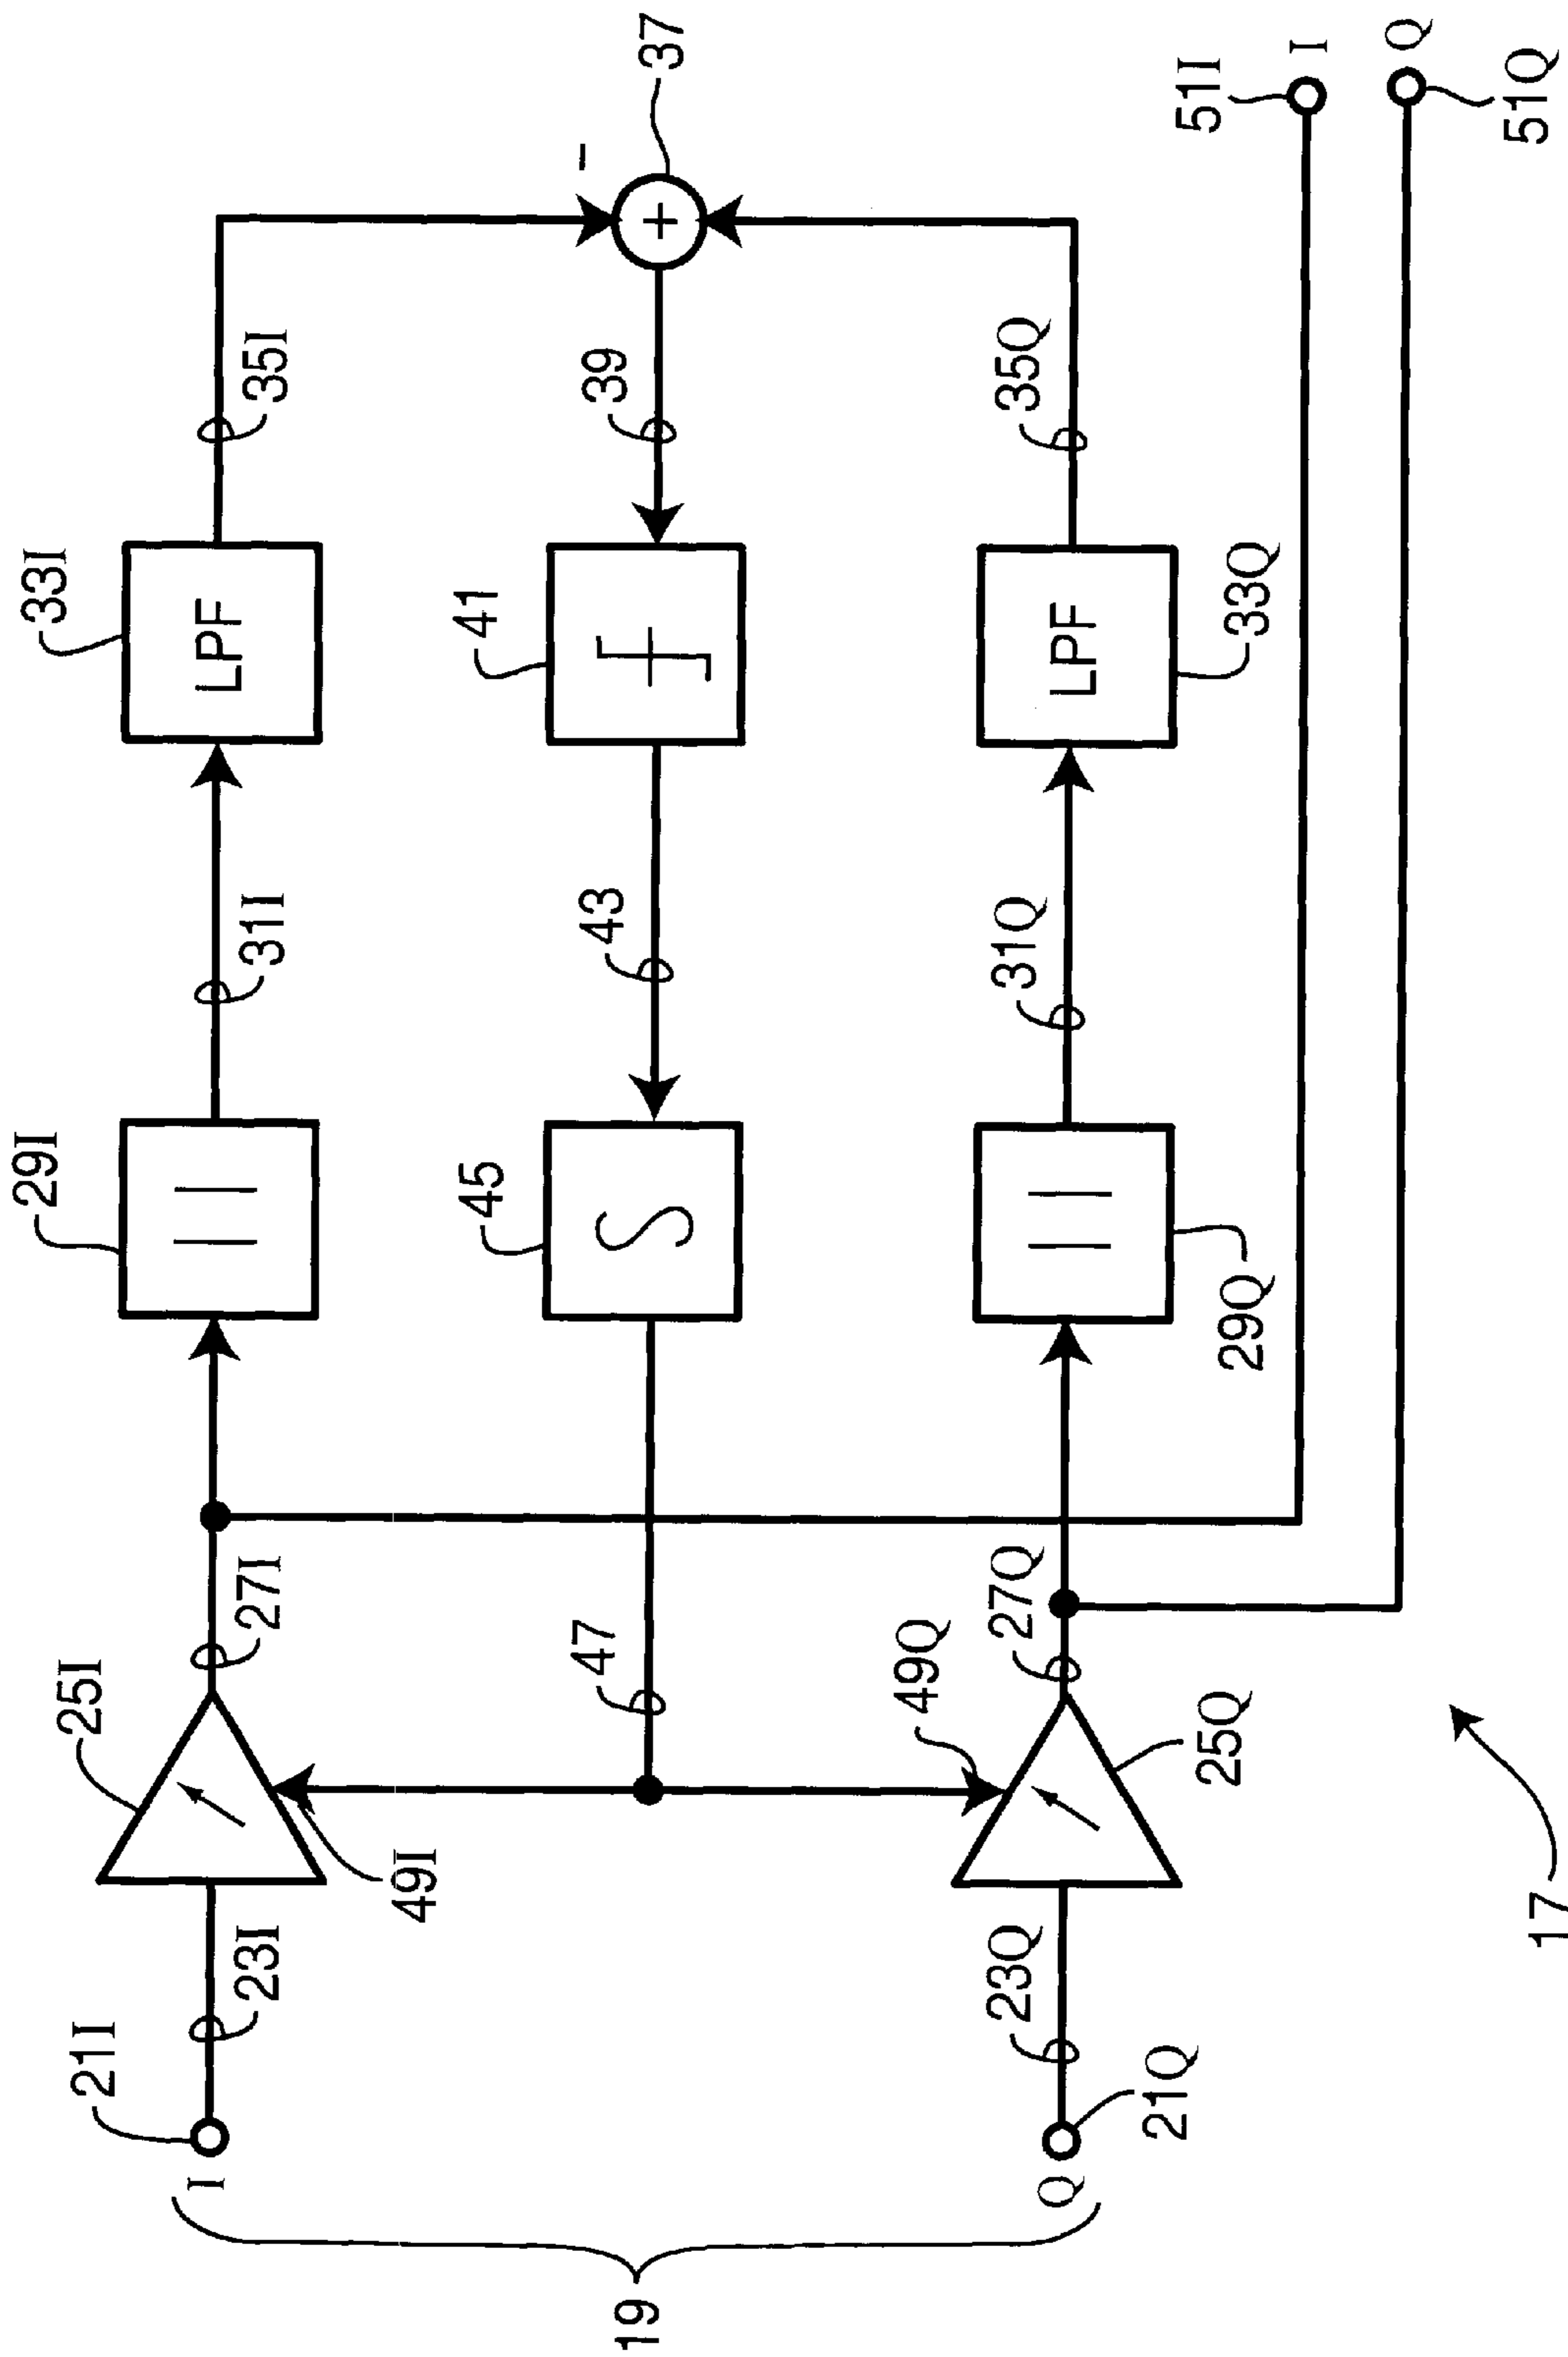 21I
I
23I
25I
27I
49I
29I
31I
33I
LPF
35I
-
+
37
39
41
43
45
47
19
Q
21Q
23Q
49Q
25Q
27Q
29Q
31Q
33Q
LPF
35Q
51I
I
Q
51Q
17